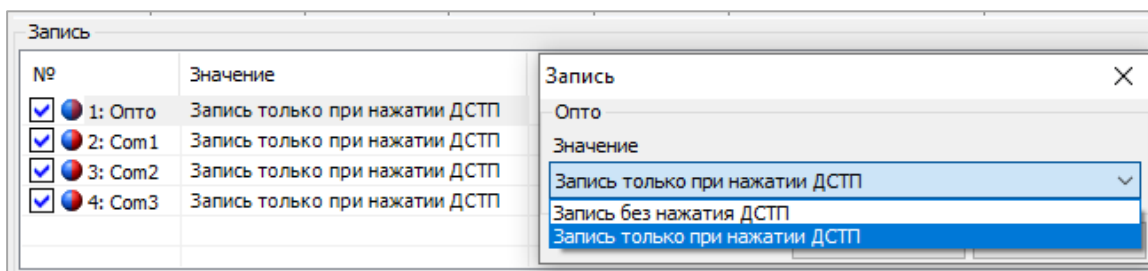 Запись
№ Значение
1: Опто Запись только при нажатии ДСТП
2: Com1 Запись только при нажатии ДСТП
3: Com2 Запись только при нажатии ДСТП
4: Com3 Запись только при нажатии ДСТП
Запись
Опто
Значение
Запись только при нажатии ДСТП
Запись без нажатия ДСТП
Запись только при нажатии ДСТП